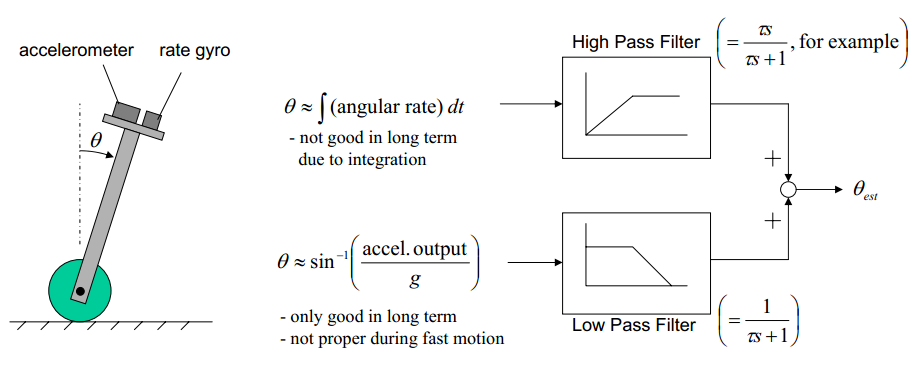 accelerometer rate gyro
θ
θ ≈ ∫(angular rate) dt
- not good in long term
due to integration
High Pass Filter
( = τs / (τs + 1) , for example )
+
θ ≈ sin⁻¹( accel. output / g )
- only good in long term
- not proper during fast motion
Low Pass Filter
( = 1 / (τs + 1) )
+
θest